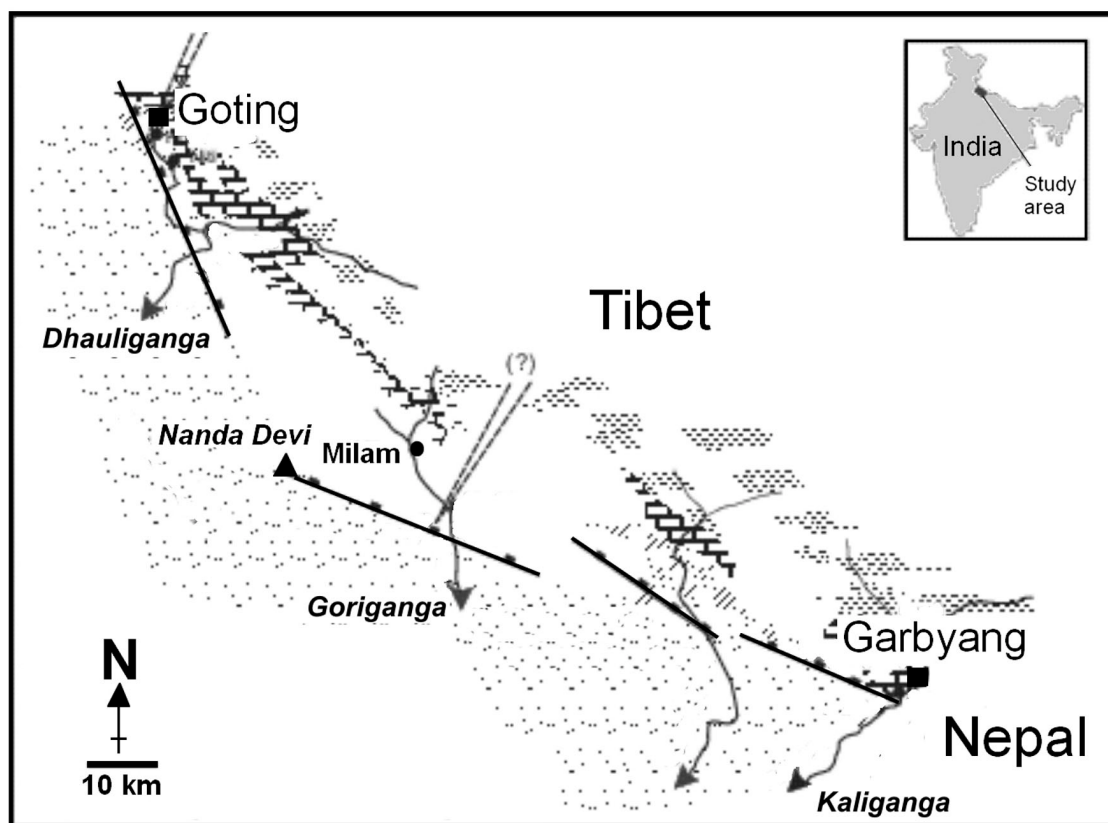 Goting
India
Study
area
Tibet
Dhauliganga
(?)
Nanda Devi
Milam
Goriganga
Garbyang
N
Nepal
10 km
Kaliganga